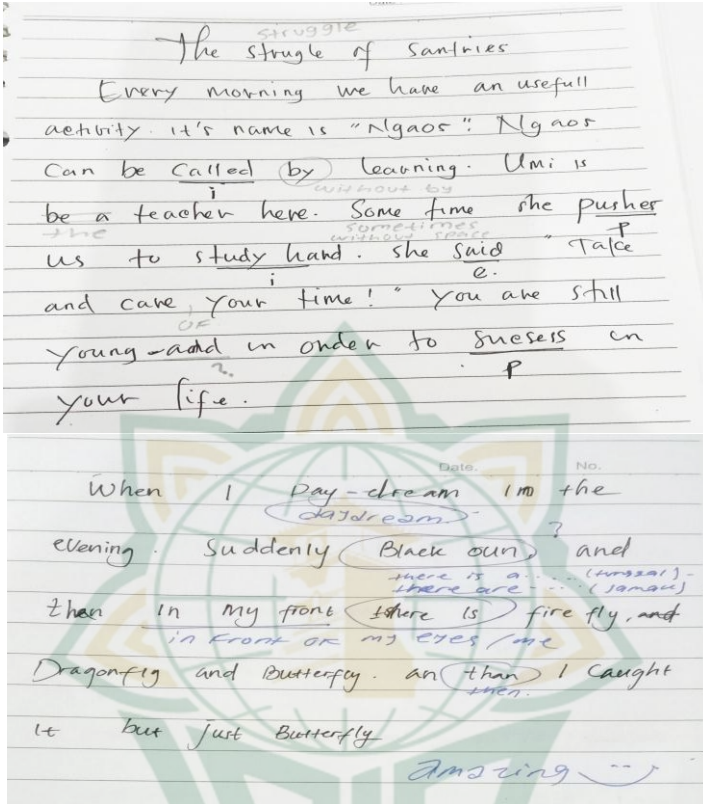 Date.
struggle
The strugle of santries
Every morning we have an usefull
activity. it's name is "Ngaos". Ngaos
can be called by learning. Umi is
i
without by
be a teacher here. Some time she pusher
the
sometimes
without space
P
us to study hard. she said "Take
i
e.
and care, your time!" you are still
OF
young and in order to sucsess in
?
P
your life.
Date. No.
When I Day-dream im the
daydream
evening. Suddenly Black oun, and
?
there is a ..... (tunggal)-
there are ... (jamak)
then in my front there is fire fly, and
in front OF my eyes/me
Dragonfly and Butterfly. an than I caught
then.
it but just Butterfly
amazing